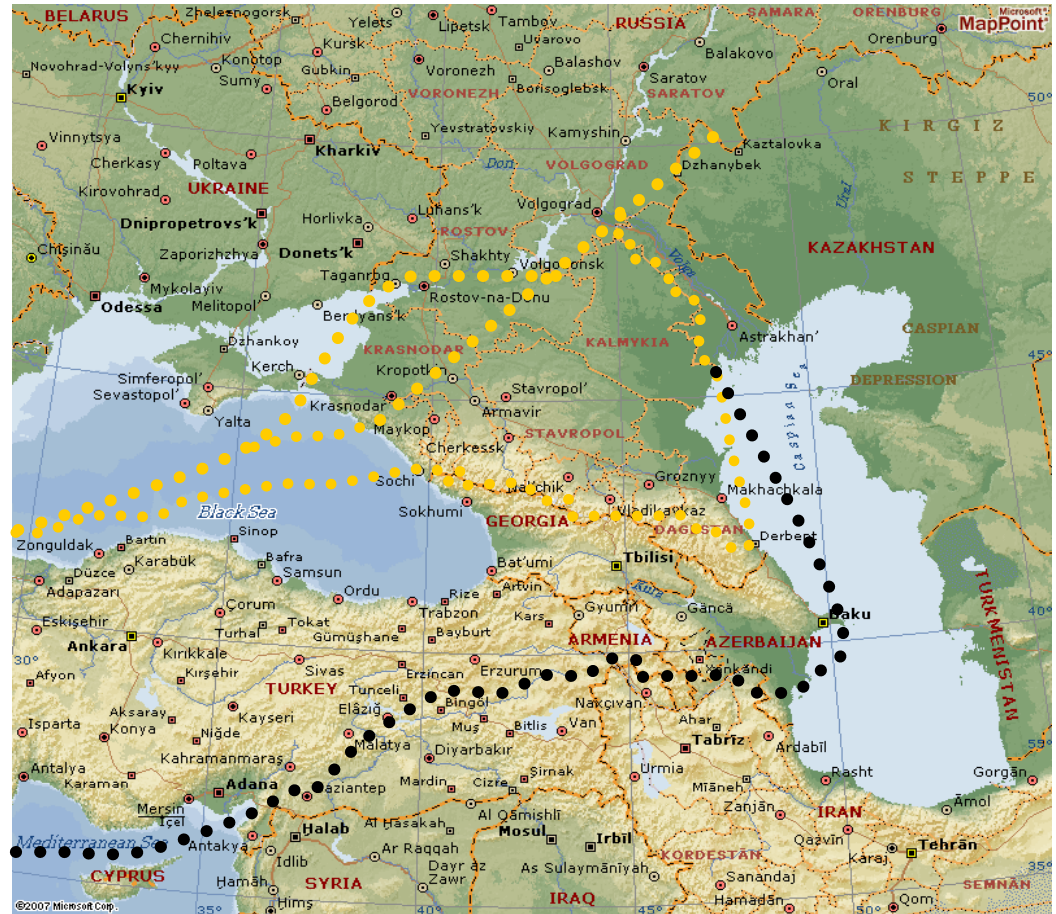 BELARUS
Zheleznogorsk
Yelets
Lipetsk
Tambov
RUSSIA
SAMARA
ORENBURG
Microsoft
MapPoint
Chernihiv
Kursk
Uvarovo
Balakovo
Orenburg
Novohrad-Volyns'kyy
Konotop
Sumy
Gubkin
Voronezh
Balashov
Saratov
Oral
Kyiv
Belgorod
VORONEZH
Borisoglebsk
SARATOV
50°
Vinnytsya
Cherkasy
Poltava
Kharkiv
Yevstratovskiy
Kamyshin
Kaztalovka
KIRGIZ
STEPPE
Kirovohrad
UKRAINE
Don
VOLGOGRAD
Dzhanybek
Ural
Dnipropetrovs'k
Horlivka
Luhans'k
Volgograd
Chişinău
Zaporizhzhya
Donets'k
ROSTOV
Shakhty
Volgodonsk
Volga
KAZAKHSTAN
Mykolayiv
Melitopol'
Taganrog
Rostov-na-Donu
Odessa
Berdyans'k
Astrakhan'
CASPIAN
DEPRESSION
Dzhankoy
KRASNODAR
KALMYKIA
45°
Simferopol'
Kerch
Kropotkin
Stavropol'
Sevastopol'
Krasnodar
Armavir
Yalta
Maykop
STAVROPOL
Caspian Sea
Cherkessk
Groznyy
Sochi
Nal'chik
Makhachkala
Black Sea
Sokhumi
GEORGIA
Vladikavkaz
DAGESTAN
Derbent
Zonguldak
Bartin
Sinop
Karabük
Bafra
Tbilisi
Düzce
Adapazari
Samsun
Bat'umi
Artvin
Kura
TURKMENISTAN
Ordu
Rize
Çorum
Trabzon
Gyumri
Gäncä
Baku
40°
Eskişehir
Turhal
Tokat
Gümüşhane
Bayburt
Kars
ARMENIA
AZERBAIJAN
Ankara
Kırıkkale
30°
Sivas
Erzincan
Erzurum
Xankändi
Afyon
Kırşehir
TURKEY
Tunceli
Bingöl
Naxçıvan
Isparta
Aksaray
Kayseri
Elâziğ
Muş
Bitlis
Van
Ahar
Konya
Niğde
Malatya
Diyarbakır
Tabrīz
Ardabīl
55°
Antalya
Karaman
Kahramanmaraş
Mardin
Cizre
Sirnak
Urmia
Mīāneh
Rasht
Gorgān
Adana
Gaziantep
Mersin
İçel
Al Qāmishlī
Zanjān
IRAN
Āmol
Mediterranean Sea
Antakya
Halab
Al Ḩasakah
Mosul
Irbīl
Qazvīn
CYPRUS
Idlib
Ar Raqqah
As Sulaymānīyah
KORDESTĀN
Karaj
Tehrān
35°
Ḩamāh
SYRIA
Dayr az
Zawr
Sanandaj
SEMNĀN
©2007 Microsoft Corp.
35°
Ḩimş
40°
IRAQ
45°
Hamadān
50°
Qom